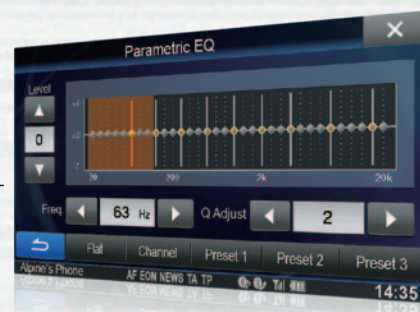 Parametric EQ
Level
0
20 200 2k 20k
Freq 63 Hz Q Adjust 2
Flat Channel Preset 1 Preset 2 Preset 3
Alpine's Phone AF EON NEWS TA TP 14:35